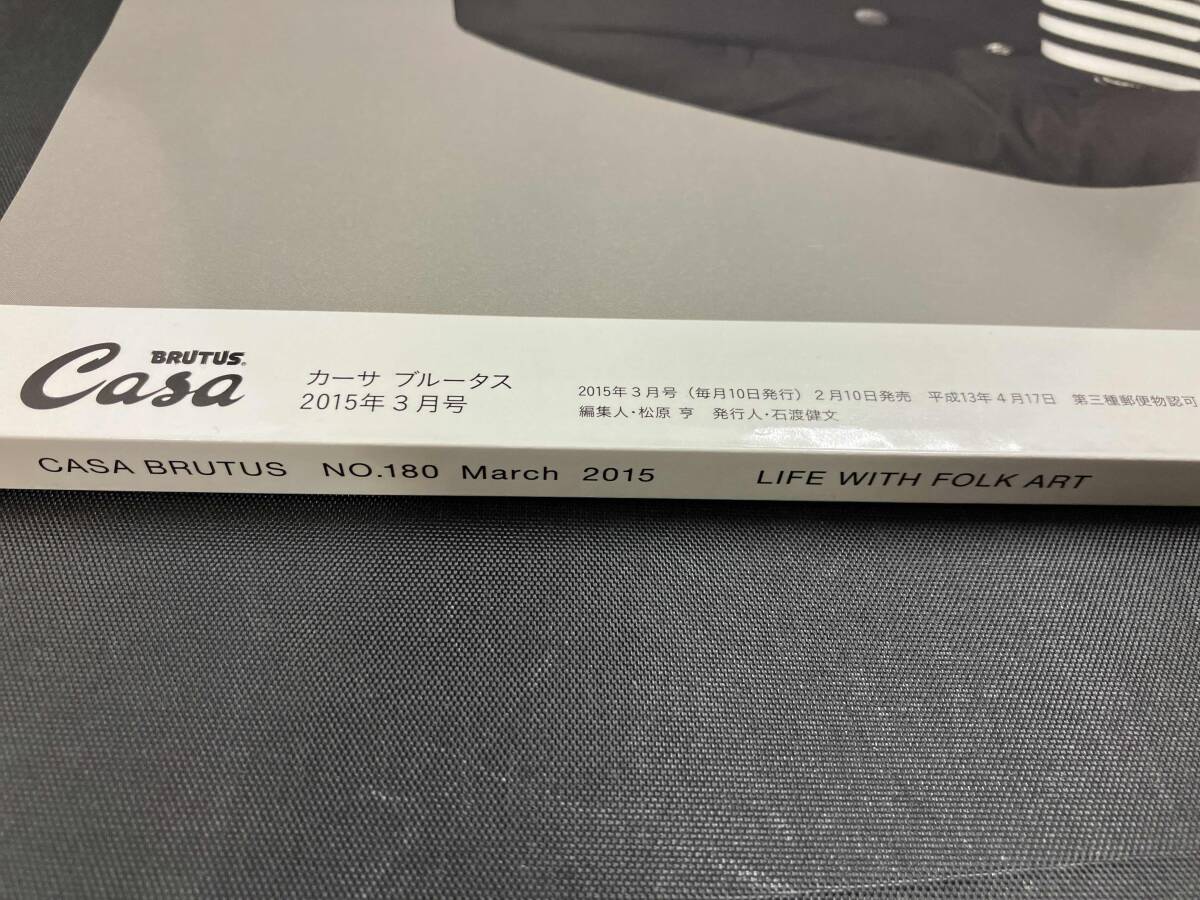 BRUTUS
Casa
カーサ ブルータス
2015年3月号
2015年3月号（毎月10日発行）2月10日発売 平成13年4月17日 第三種郵便物認可
編集人・松原 亨 発行人・石渡健文
CASA BRUTUS NO.180 March 2015 LIFE WITH FOLK ART